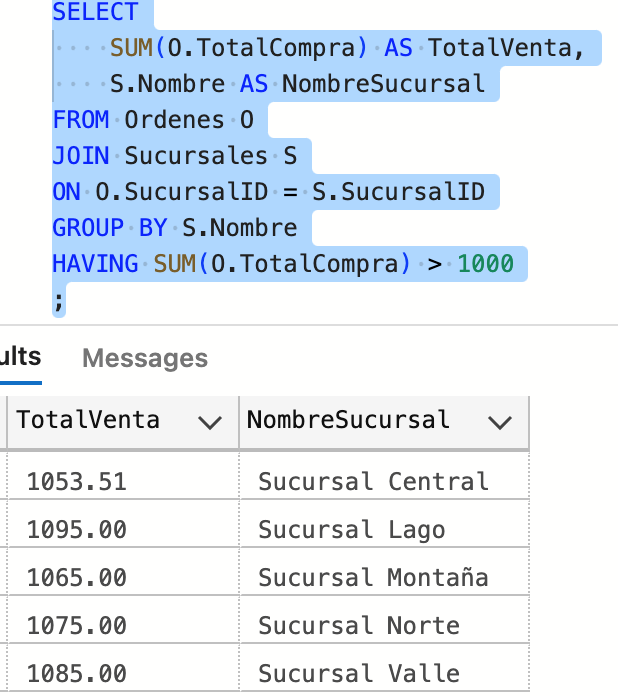 SELECT
SUM(O.TotalCompra) AS TotalVenta,
S.Nombre AS NombreSucursal
FROM Ordenes O
JOIN Sucursales S
ON O.SucursalID = S.SucursalID
GROUP BY S.Nombre
HAVING SUM(O.TotalCompra) > 1000
;
ults Messages
TotalVenta NombreSucursal
1053.51 Sucursal Central
1095.00 Sucursal Lago
1065.00 Sucursal Montaña
1075.00 Sucursal Norte
1085.00 Sucursal Valle